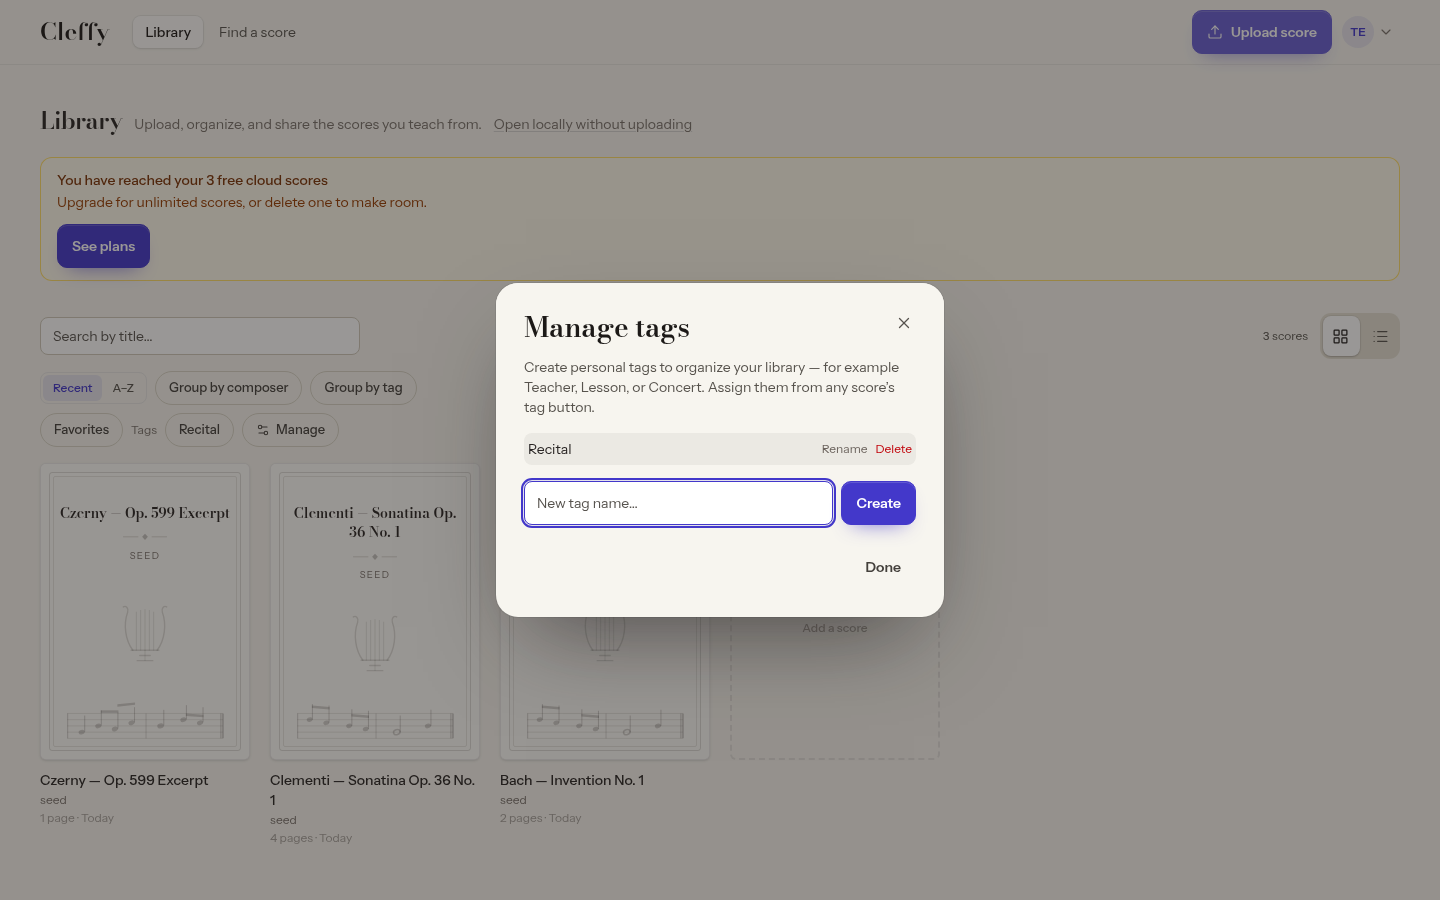 Cleffy
Library
Find a score
Upload score
TE
Library
Upload, organize, and share the scores you teach from.
Open locally without uploading
You have reached your 3 free cloud scores
Upgrade for unlimited scores, or delete one to make room.
See plans
Search by title...
3 scores
Recent
A–Z
Group by composer
Group by tag
Favorites
Tags
Recital
Manage
Manage tags
Create personal tags to organize your library — for example
Teacher, Lesson, or Concert. Assign them from any score's
tag button.
Recital
Rename
Delete
New tag name...
Create
Done
Czerny — Op. 599 Excerpt
SEED
Clementi — Sonatina Op.
36 No. 1
SEED
Add a score
Czerny — Op. 599 Excerpt
seed
1 page · Today
Clementi — Sonatina Op. 36 No.
1
seed
4 pages · Today
Bach — Invention No. 1
seed
2 pages · Today